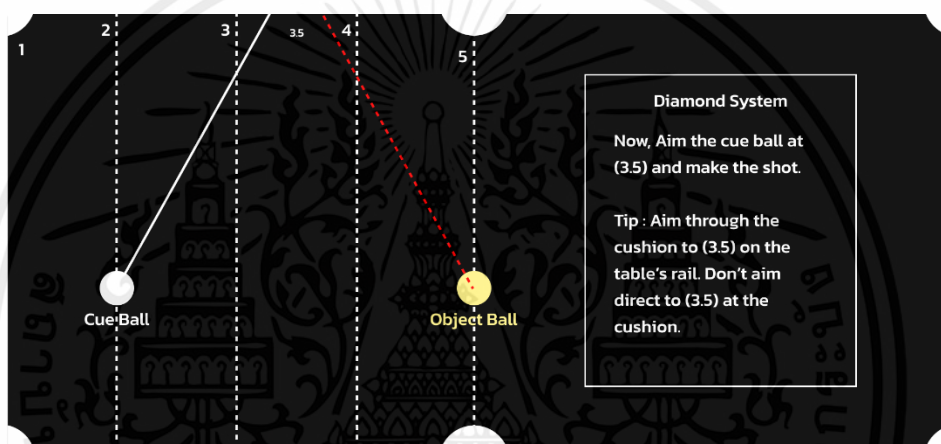 1
2
3
3.5
4
5
Cue Ball
Object Ball
Diamond System
Now, Aim the cue ball at
(3.5) and make the shot.
Tip : Aim through the
cushion to (3.5) on the
table's rail. Don't aim
direct to (3.5) at the
cushion.